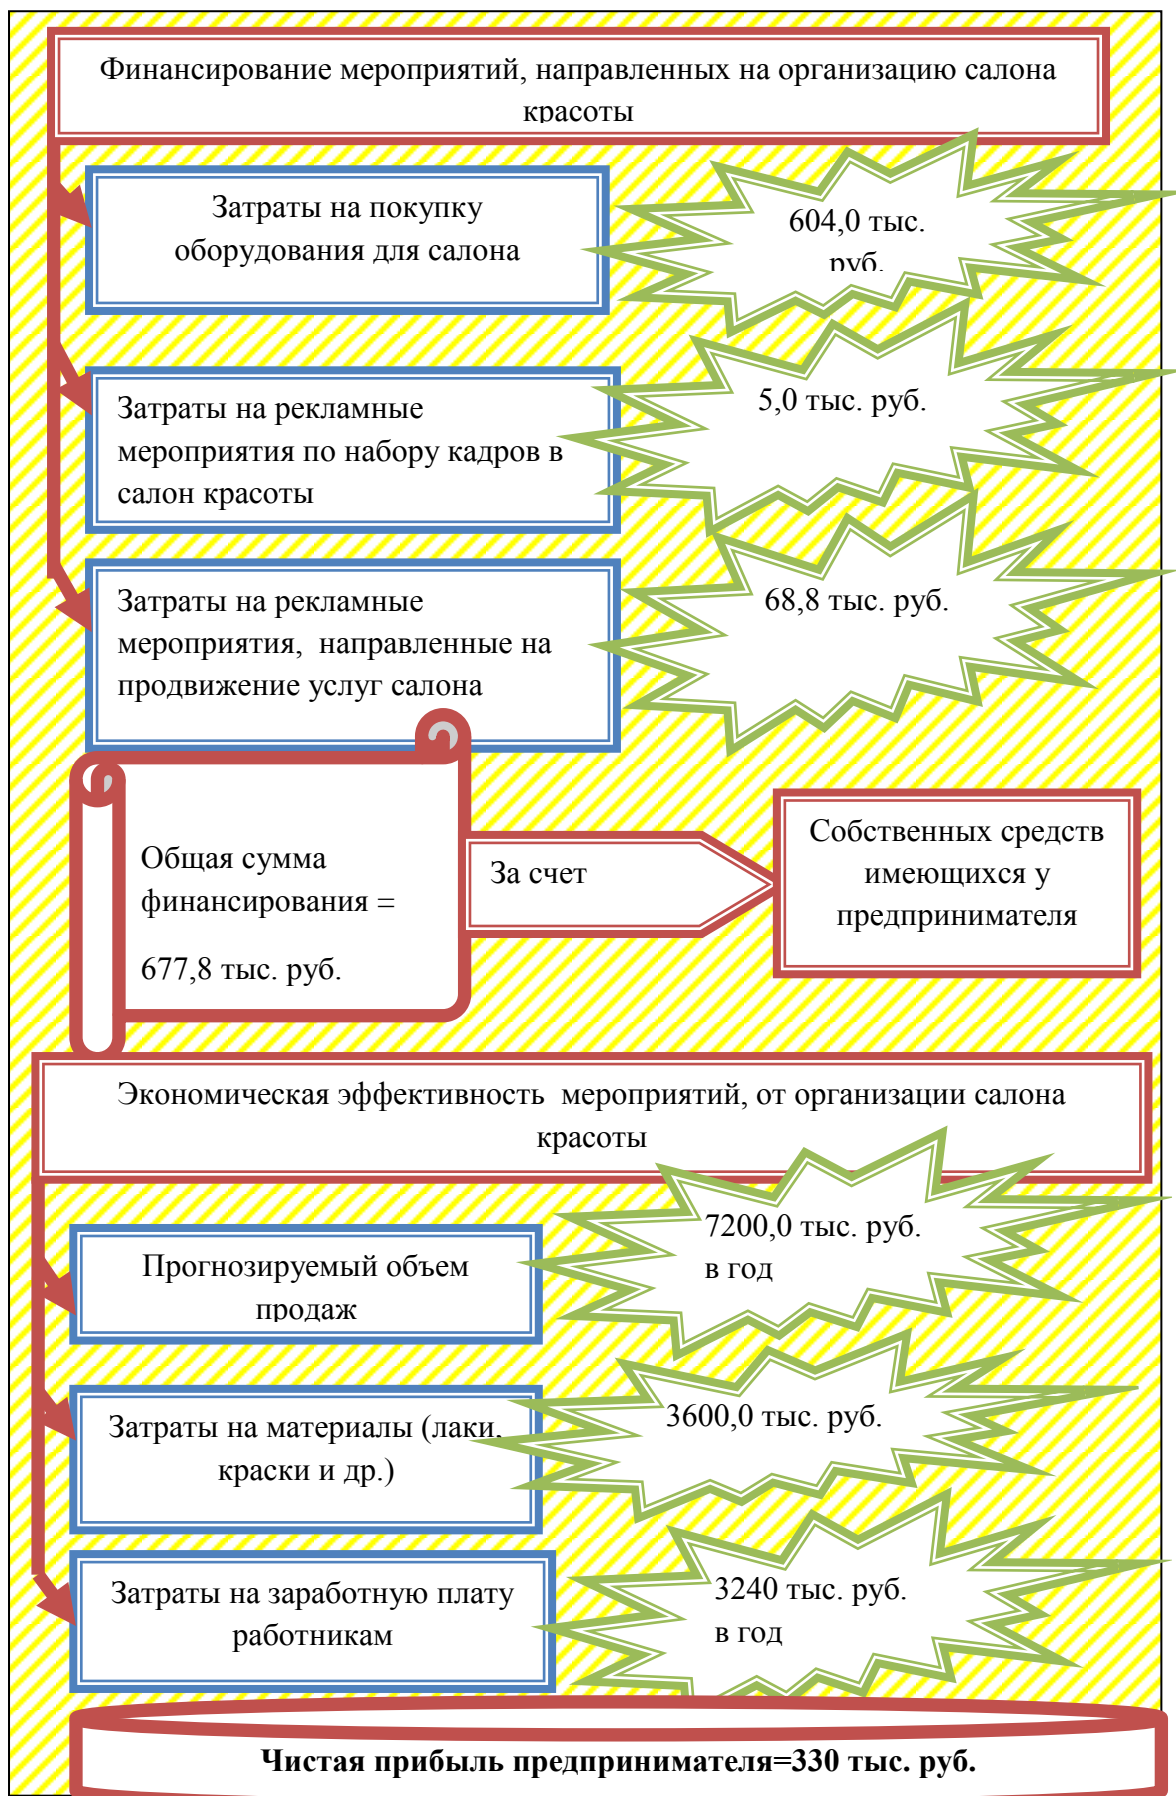 Финансирование мероприятий, направленных на организацию салона
красоты
Затраты на покупку
оборудования для салона
604,0 тыс.
руб.
Затраты на рекламные
мероприятия по набору кадров в
салон красоты
5,0 тыс. руб.
Затраты на рекламные
мероприятия,  направленные на
продвижение услуг салона
68,8 тыс. руб.
Общая сумма
финансирования =
677,8 тыс. руб.
За счет
Собственных средств
имеющихся у
предпринимателя
Экономическая эффективность  мероприятий, от организации салона
красоты
Прогнозируемый объем
продаж
7200,0 тыс. руб.
в год
Затраты на материалы (лаки,
краски и др.)
3600,0 тыс. руб.
Затраты на заработную плату
работникам
3240 тыс. руб.
в год
Чистая прибыль предпринимателя=330 тыс. руб.